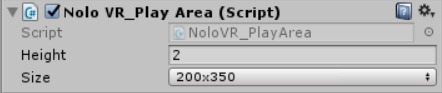 Nolo VR_Play Area (Script)
Script NoloVR_PlayArea
Height 2
Size 200x350